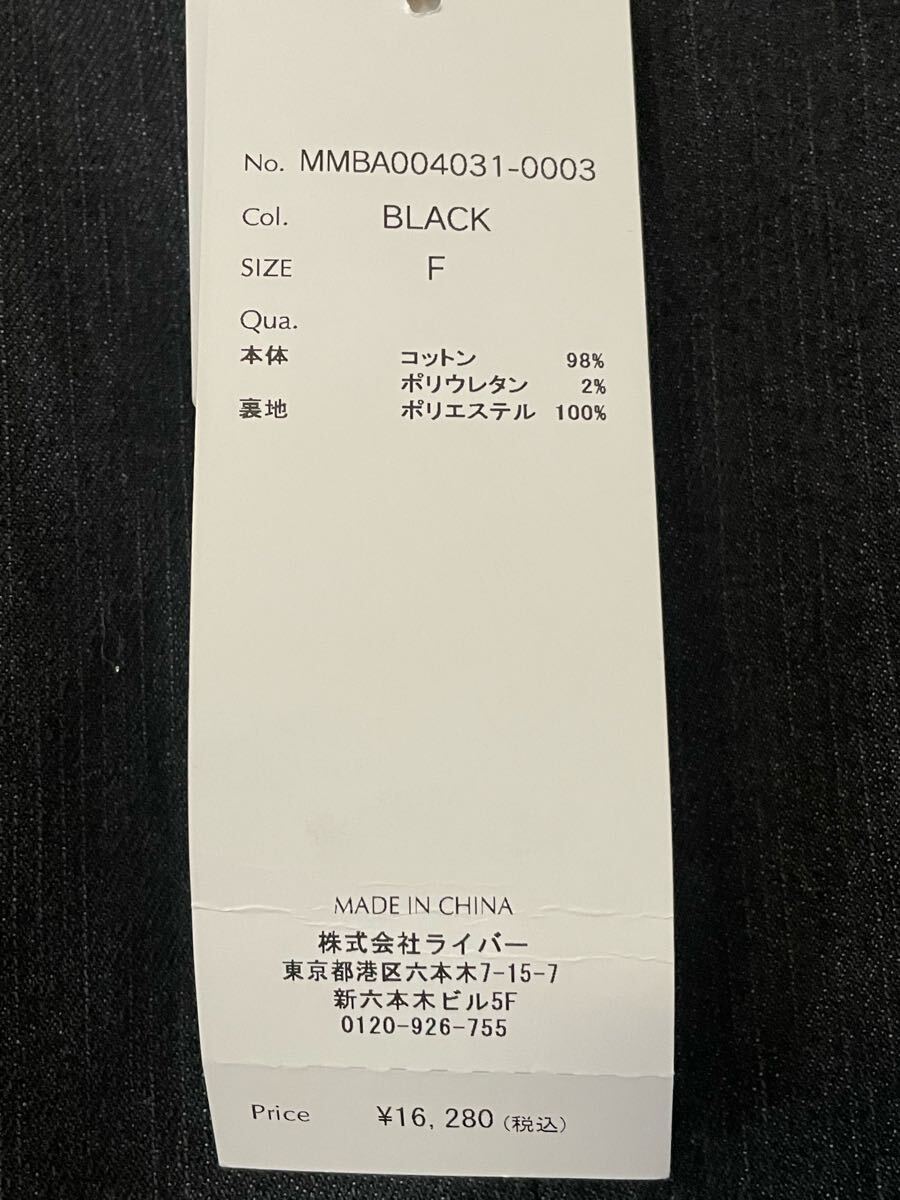 No. MMBA004031-0003
Col. BLACK
SIZE F
Qua.
本体 コットン 98%
ポリウレタン 2%
裏地 ポリエステル 100%
MADE IN CHINA
株式会社ライバー
東京都港区六本木7-15-7
新六本木ビル5F
0120-926-755
Price ¥16,280(税込)